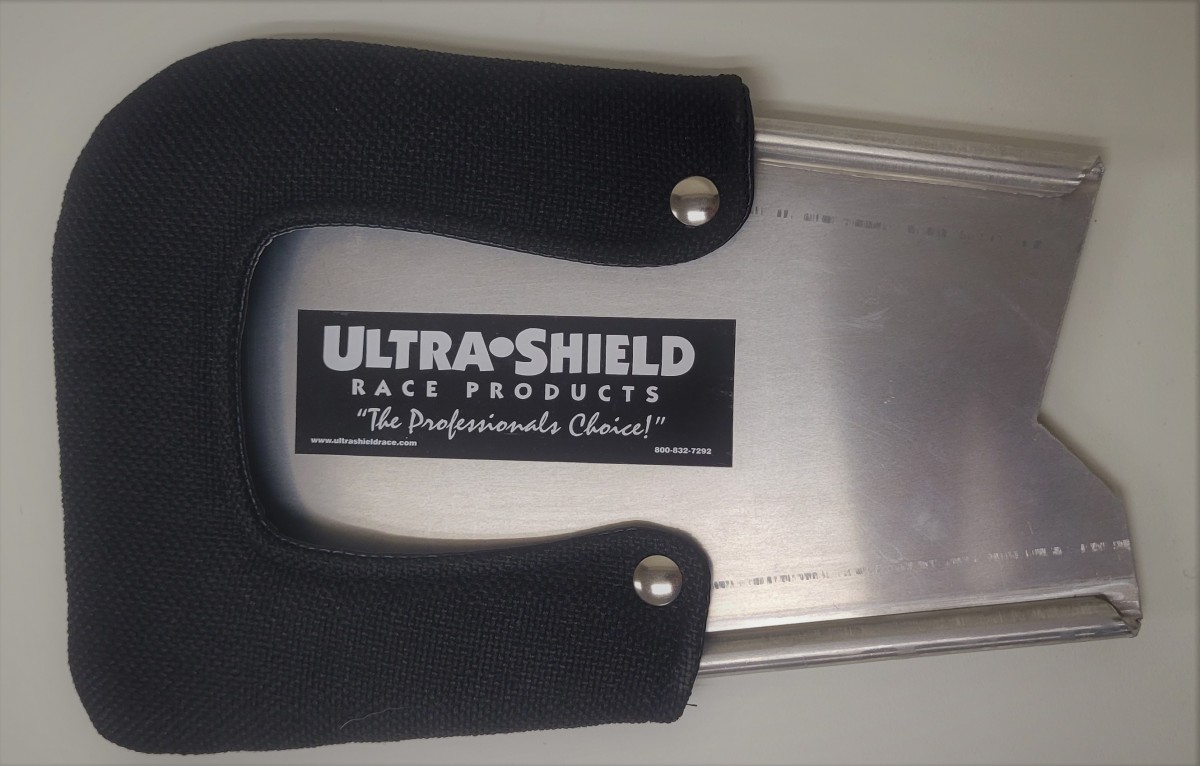 ULTRA•SHIELD
RACE PRODUCTS
"The Professionals Choice!"
www.ultrashieldrace.com
800-832-7292